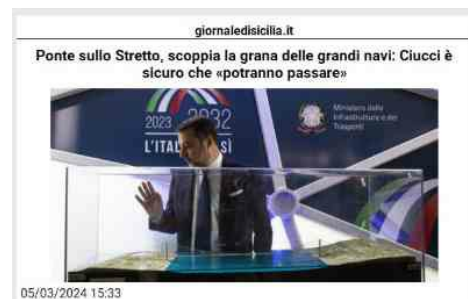 giornaledisicilia.it
Ponte sullo Stretto, scoppia la grana delle grandi navi: Ciucci è
sicuro che «potranno passare»
2023 2032
L'ITAL SÌ
Ministero delle
Infrastrutture e dei
Trasporti
05/03/2024 15:33